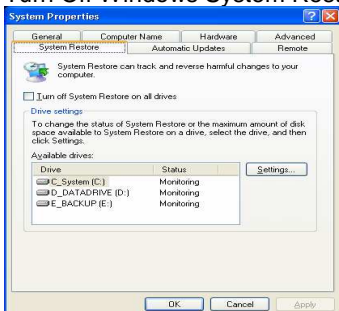 Turn Off Windows System Rest
System Properties
General Computer Name Hardware Advanced
System Restore Automatic Updates Remote
System Restore can track and reverse harmful changes to your
computer.
Turn off System Restore on all drives
Drive settings
To change the status of System Restore or the maximum amount of disk
space available to System Restore on a drive, select the drive, and then
click Settings.
Available drives:
Drive Status
C_System (C:) Monitoring Settings...
D_DATADRIVE (D:) Monitoring
E_BACKUP (E:) Monitoring
OK Cancel Apply